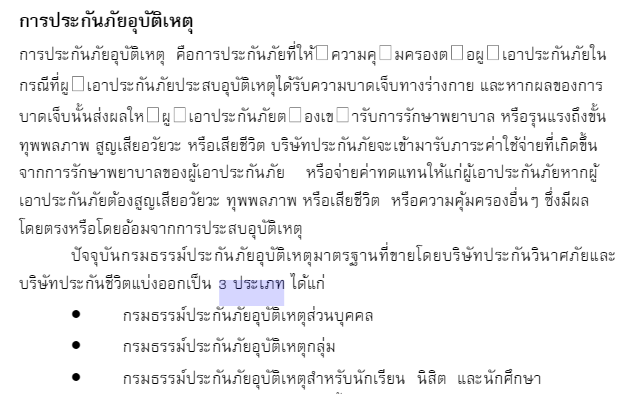 การประกันภัยอุบัติเหตุ
การประกันภัยอุบัติเหตุ คือการประกันภัยที่ให้□ความคุ□มครองต□อผู□เอาประกันภัยใน
กรณีที่ผู□เอาประกันภัยประสบอุบัติเหตุได้รับความบาดเจ็บทางร่างกาย และหากผลของการ
บาดเจ็บนั้นส่งผลให□ผู□เอาประกันภัยต□องเข□ารับการรักษาพยาบาล หรือรุนแรงถึงขั้น
ทุพพลภาพ สูญเสียอวัยวะ หรือเสียชีวิต บริษัทประกันภัยจะเข้ามารับภาระค่าใช้จ่ายที่เกิดขึ้น
จากการรักษาพยาบาลของผู้เอาประกันภัย หรือจ่ายค่าทดแทนให้แก่ผู้เอาประกันภัยหากผู้
เอาประกันภัยต้องสูญเสียอวัยวะ ทุพพลภาพ หรือเสียชีวิต หรือความคุ้มครองอื่นๆ ซึ่งมีผล
โดยตรงหรือโดยอ้อมจากการประสบอุบัติเหตุ
ปัจจุบันกรมธรรม์ประกันภัยอุบัติเหตุมาตรฐานที่ขายโดยบริษัทประกันวินาศภัยและ
บริษัทประกันชีวิตแบ่งออกเป็น 3 ประเภท ได้แก่
● กรมธรรม์ประกันภัยอุบัติเหตุส่วนบุคคล
● กรมธรรม์ประกันภัยอุบัติเหตุกลุ่ม
● กรมธรรม์ประกันภัยอุบัติเหตุสำหรับนักเรียน นิสิต และนักศึกษา